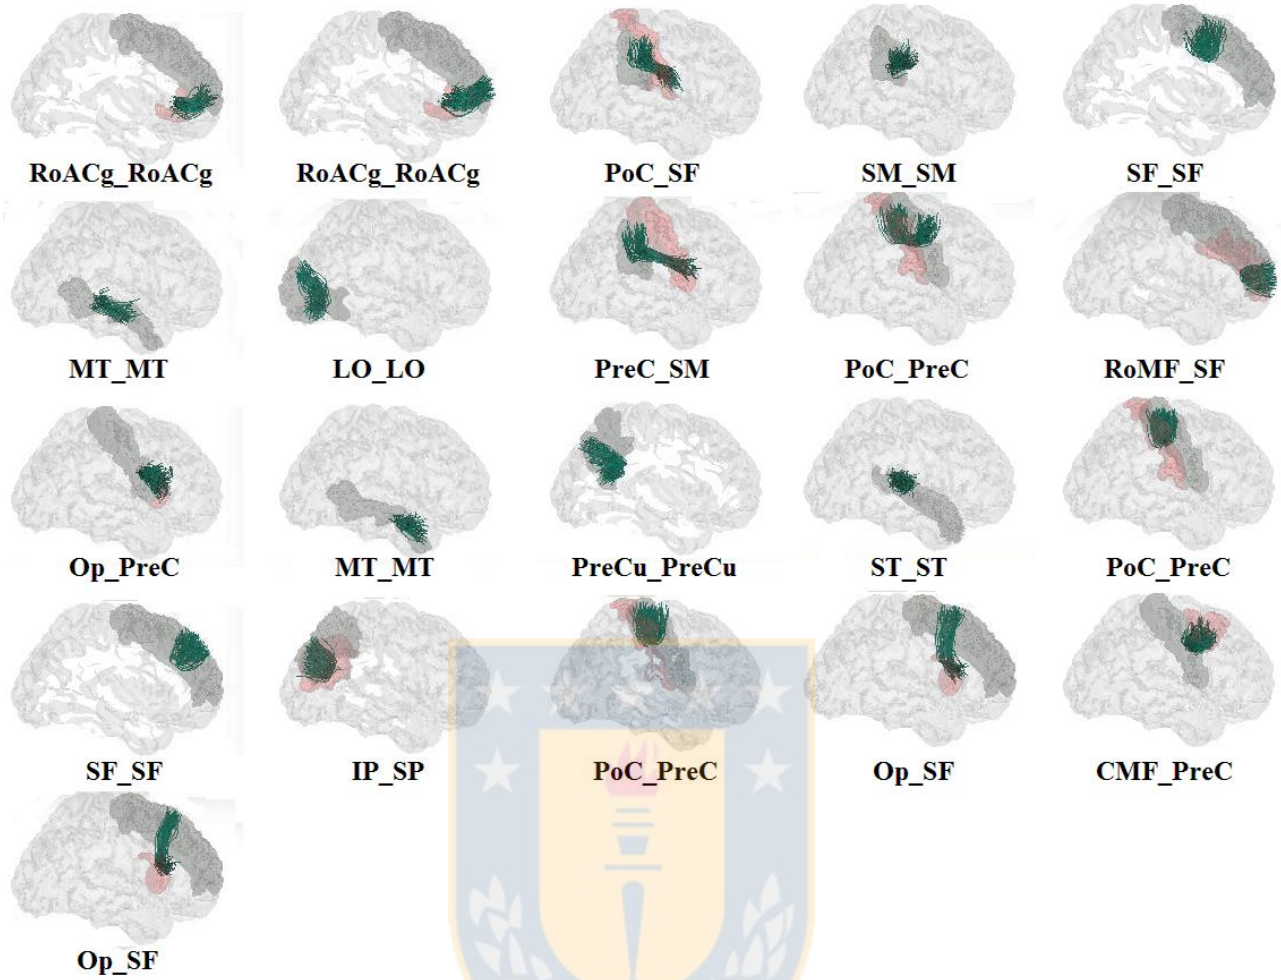 RoACg_RoACg RoACg_RoACg PoC_SF SM_SM SF_SF
MT_MT LO_LO PreC_SM PoC_PreC RoMF_SF
Op_PreC MT_MT PreCu_PreCu ST_ST PoC_PreC
SF_SF IP_SP PoC_PreC Op_SF CMF_PreC
Op_SF